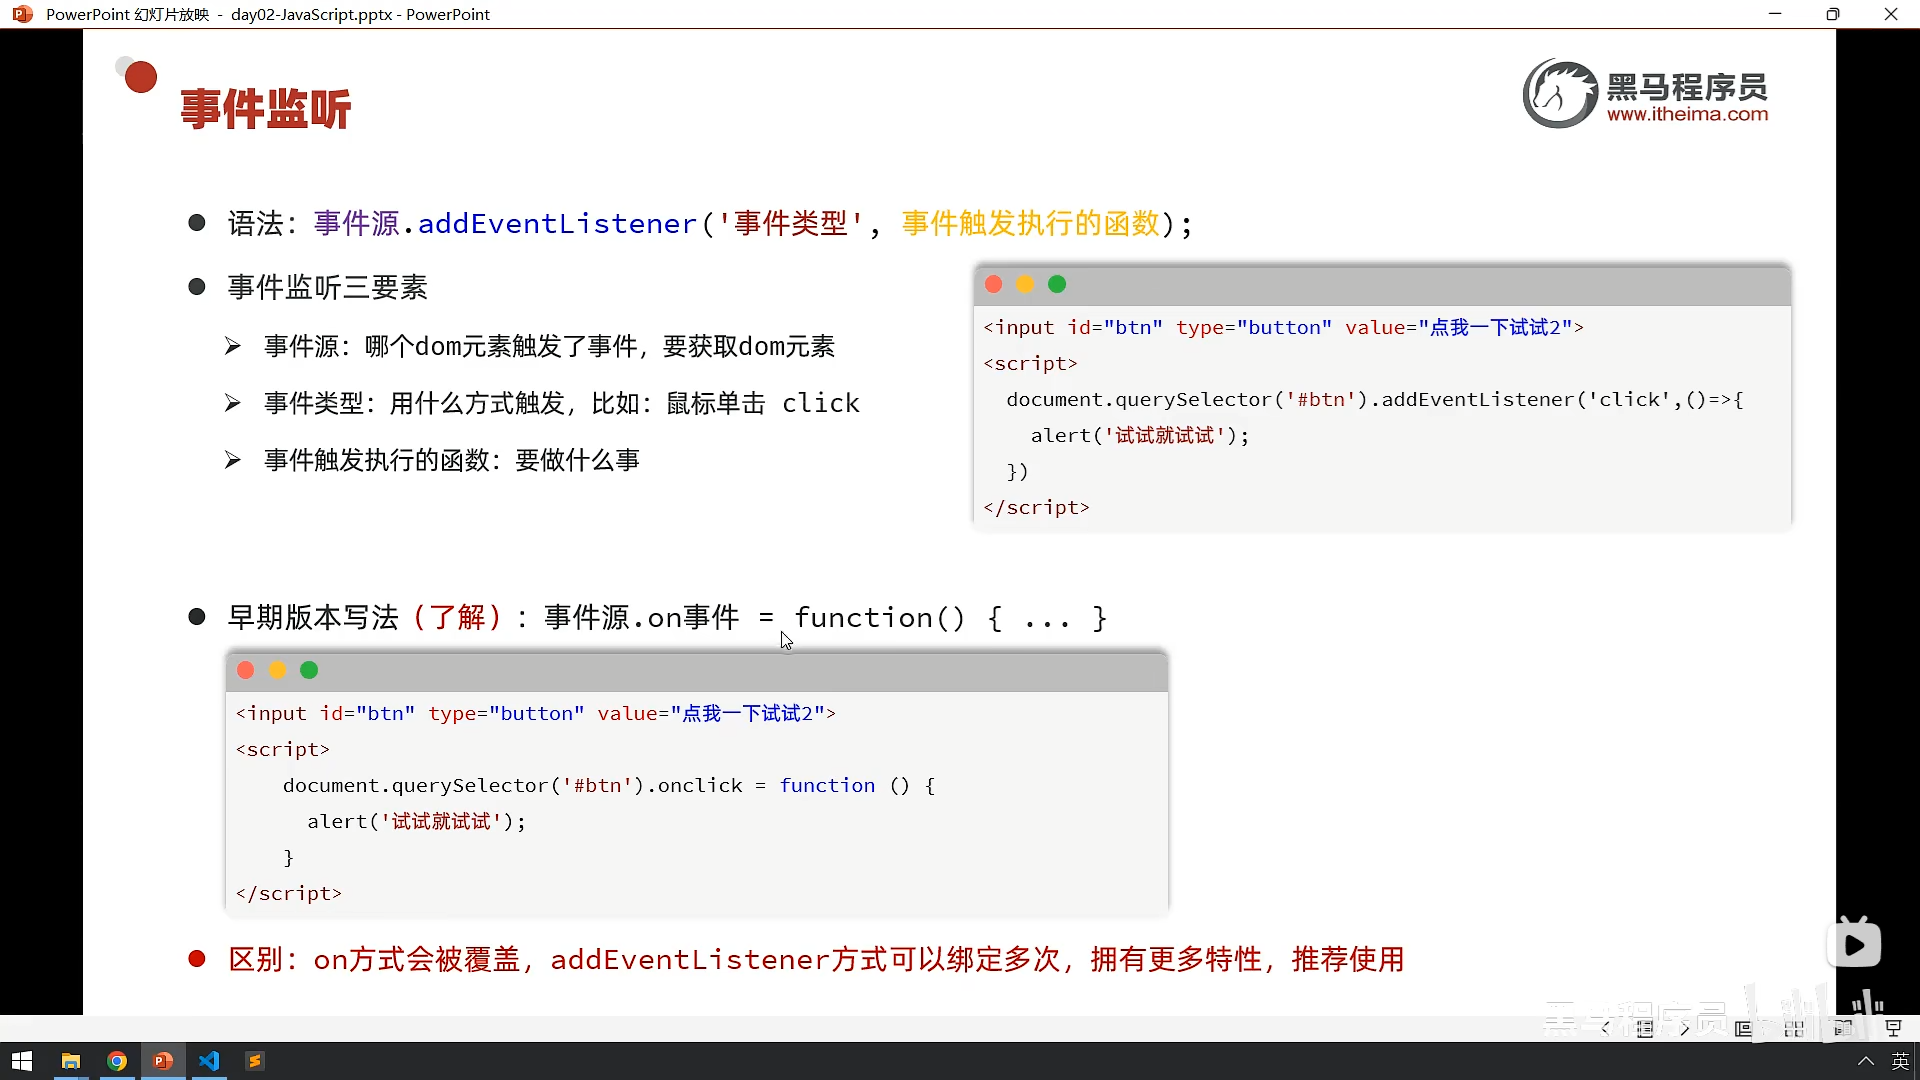 PowerPoint 幻灯片放映 - day02-JavaScript.pptx - PowerPoint
事件监听
黑马程序员
www.itheima.com
语法：事件源.addEventListener('事件类型', 事件触发执行的函数);
事件监听三要素
事件源：哪个dom元素触发了事件，要获取dom元素
事件类型：用什么方式触发，比如：鼠标单击 click
事件触发执行的函数：要做什么事
<input id="btn" type="button" value="点我一下试试2">
<script>
document.querySelector('#btn').addEventListener('click',()=>{
alert('试试就试试');
})
</script>
早期版本写法（了解）：事件源.on事件 = function() { ... }
<input id="btn" type="button" value="点我一下试试2">
<script>
document.querySelector('#btn').onclick = function () {
alert('试试就试试');
}
</script>
区别：on方式会被覆盖，addEventListener方式可以绑定多次，拥有更多特性，推荐使用
黑马程序员
英